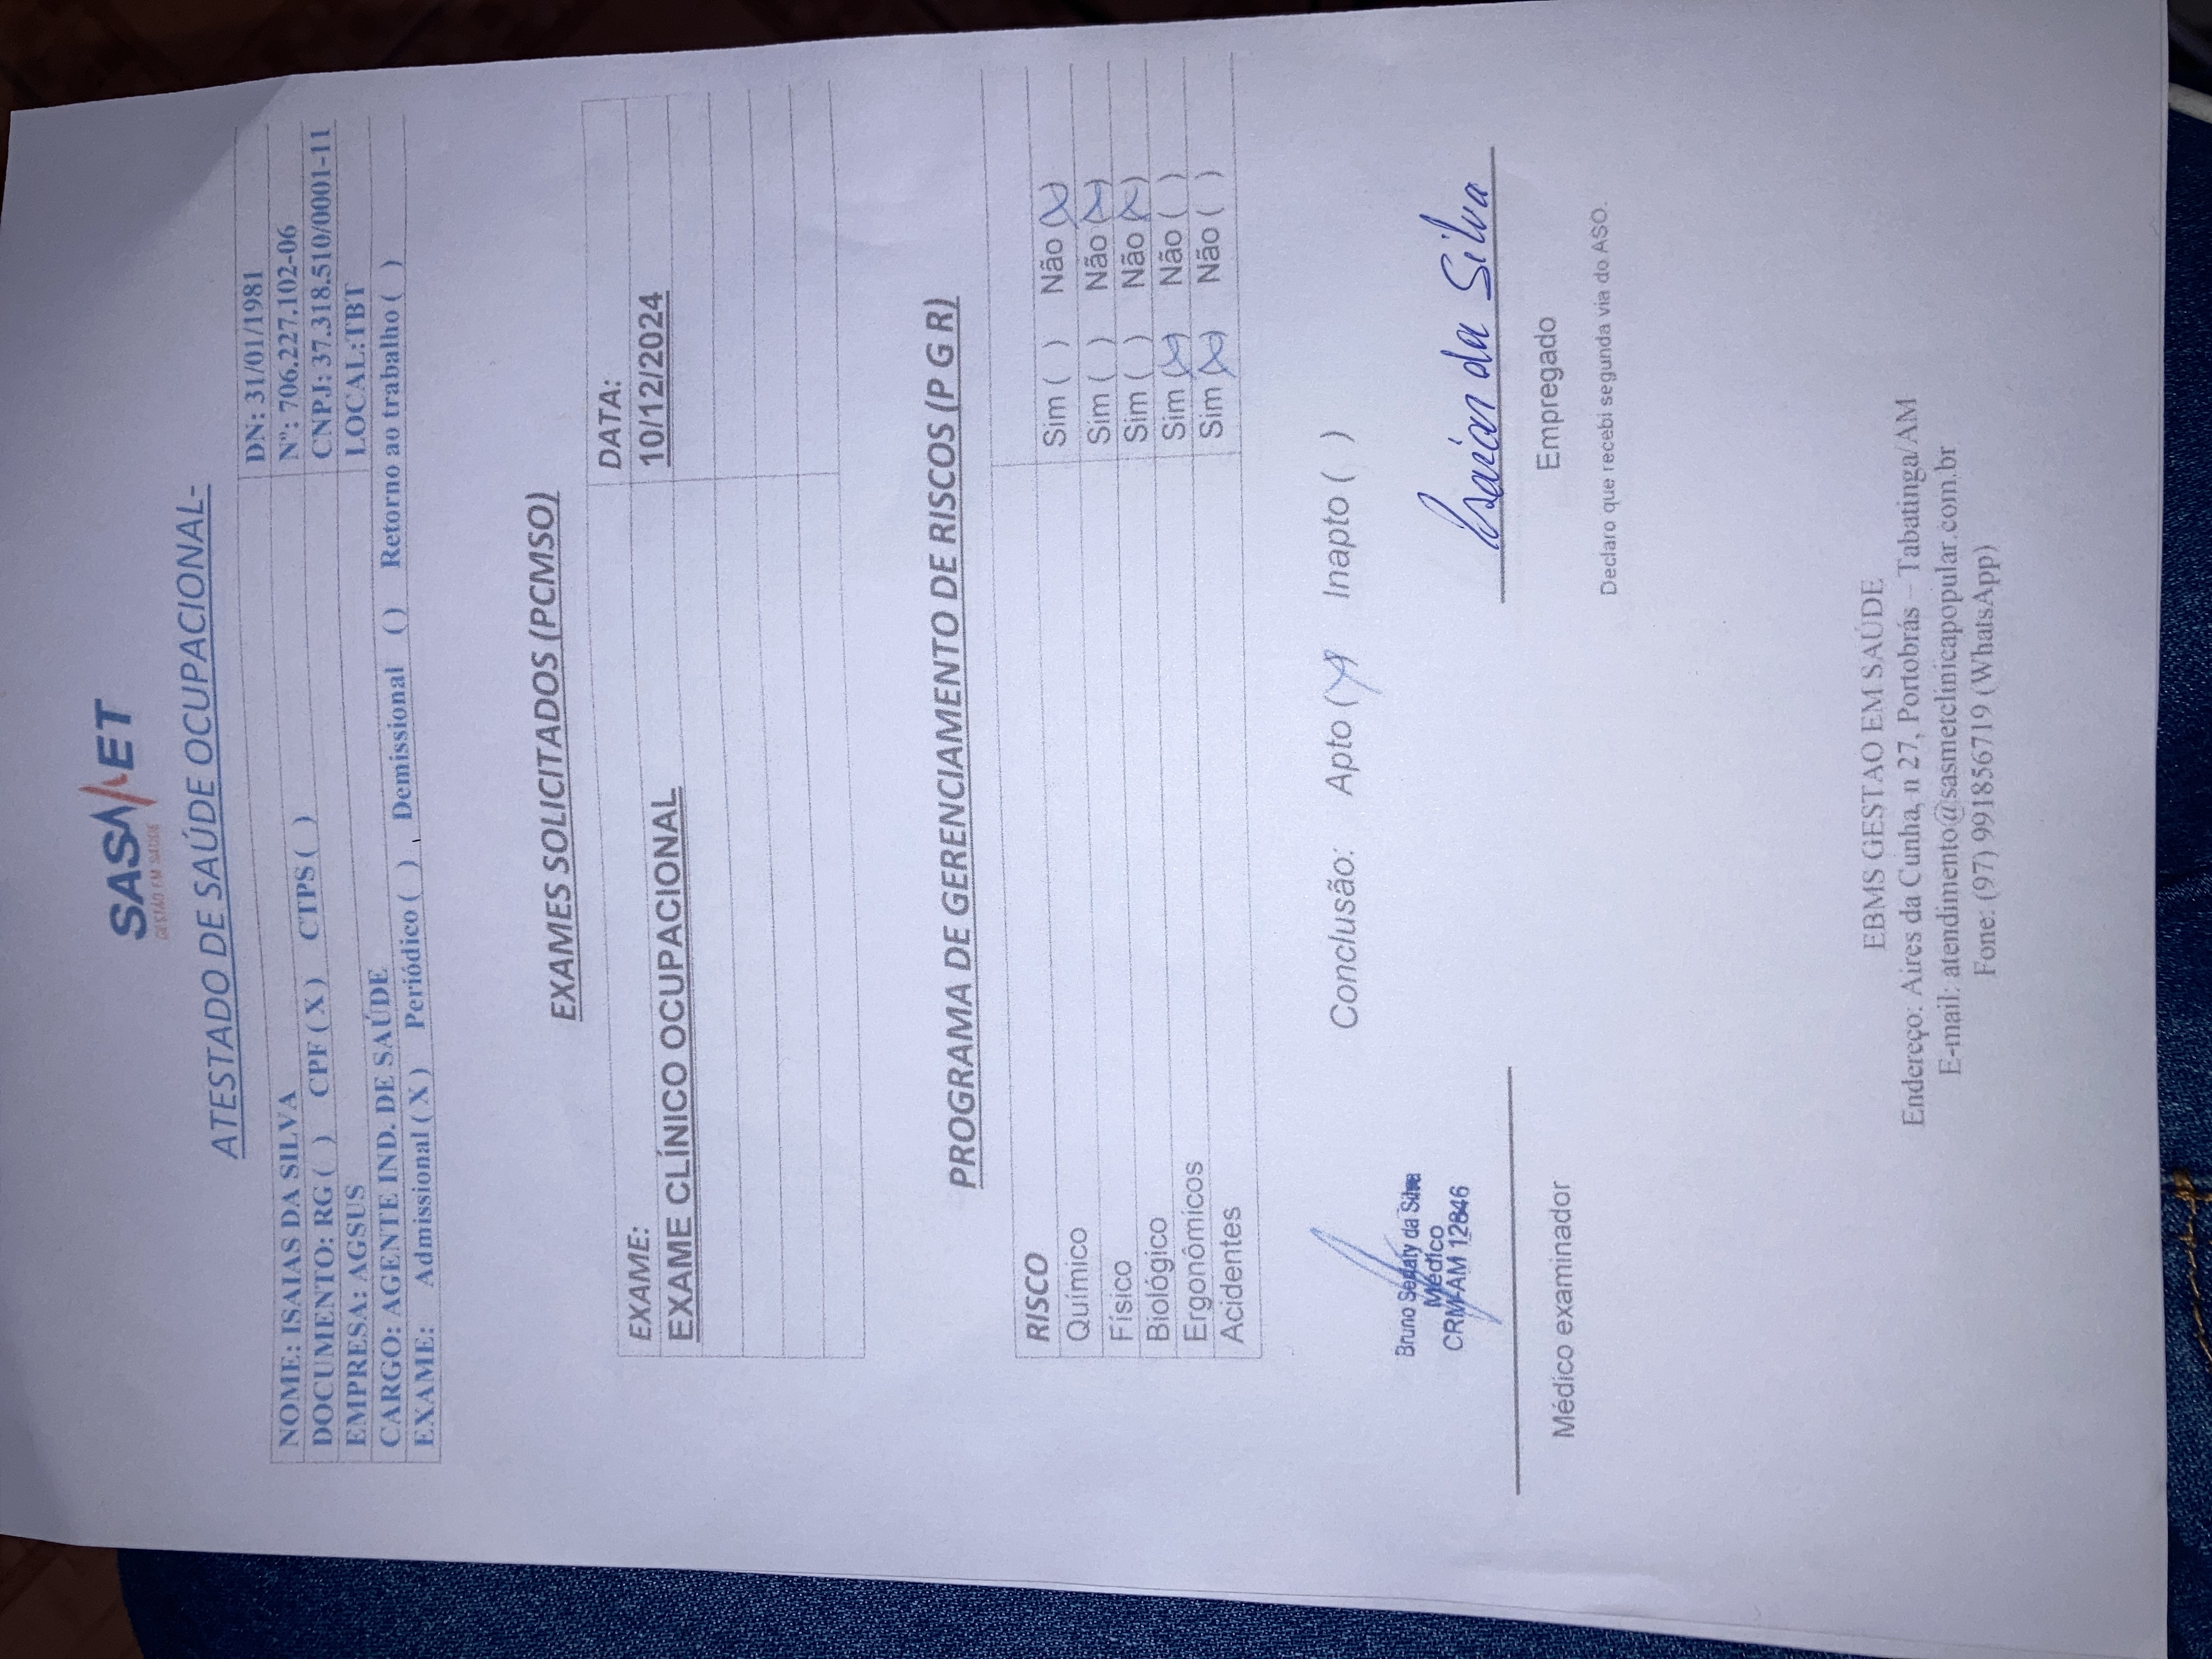 SASMET
GESTÃO EM SAÚDE
ATESTADO DE SAÚDE OCUPACIONAL-
NOME: ISAIAS DA SILVA DN: 31/01/1981
DOCUMENTO: RG ( ) CPF ( X ) CTPS ( ) Nº: 706.227.102-06
EMPRESA: AGSUS CNPJ: 37.318.510/0001-11
CARGO: AGENTE IND. DE SAÚDE LOCAL:TBT
EXAME: Admissional ( X ) Periódico ( ) , Demissional () Retorno ao trabalho ( )
EXAMES SOLICITADOS (PCMSO)
EXAME: DATA:
EXAME CLÍNICO OCUPACIONAL 10/12/2024
PROGRAMA DE GERENCIAMENTO DE RISCOS (P G R)
RISCO
Químico Sim ( ) Não (X)
Físico Sim ( ) Não (X)
Biológico Sim ( ) Não (X)
Ergonômicos Sim (X) Não ( )
Acidentes Sim (X) Não ( )
Conclusão: Apto (X) Inapto ( )
Bruno da Silva
Médico
CRM-AM 12846
Isaias da Silva
Médico examinador
Empregado
Declaro que recebi segunda via do ASO.
EBMS GESTAO EM SAÚDE
Endereço: Aires da Cunha, n 27, Portobrás – Tabatinga/AM
E-mail: atendimento@sasmetclinicapopular.com.br
Fone: (97) 991856719 (WhatsApp)